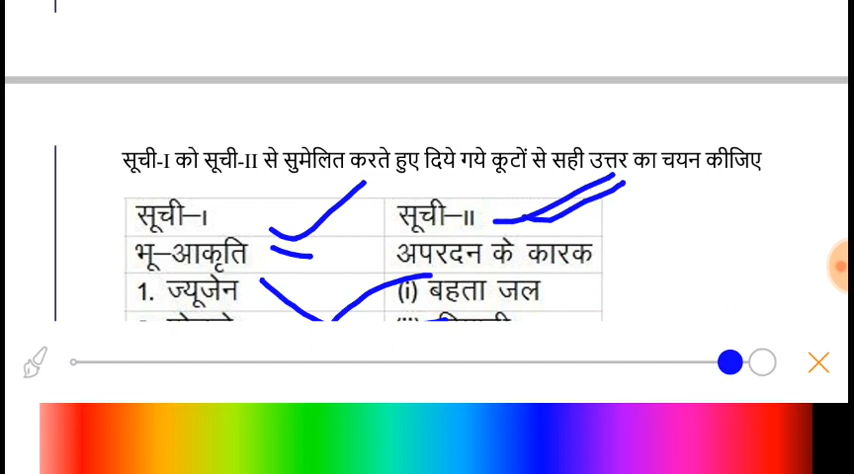 सूची-I को सूची-II से सुमेलित करते हुए दिये गये कूटों से सही उत्तर का चयन कीजिए
सूची–I सूची–II
भू–आकृति अपरदन के कारक
1. ज्यूजेन (i) बहता जल